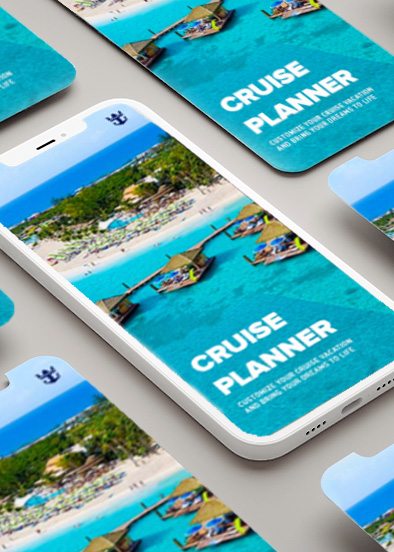 CRUISE
PLANNER
CUSTOMIZE YOUR CRUISE VACATION
AND BRING YOUR DREAMS TO LIFE
CRUISE
PLANNER
CUSTOMIZE YOUR CRUISE VACATION
AND BRING YOUR DREAMS TO LIFE